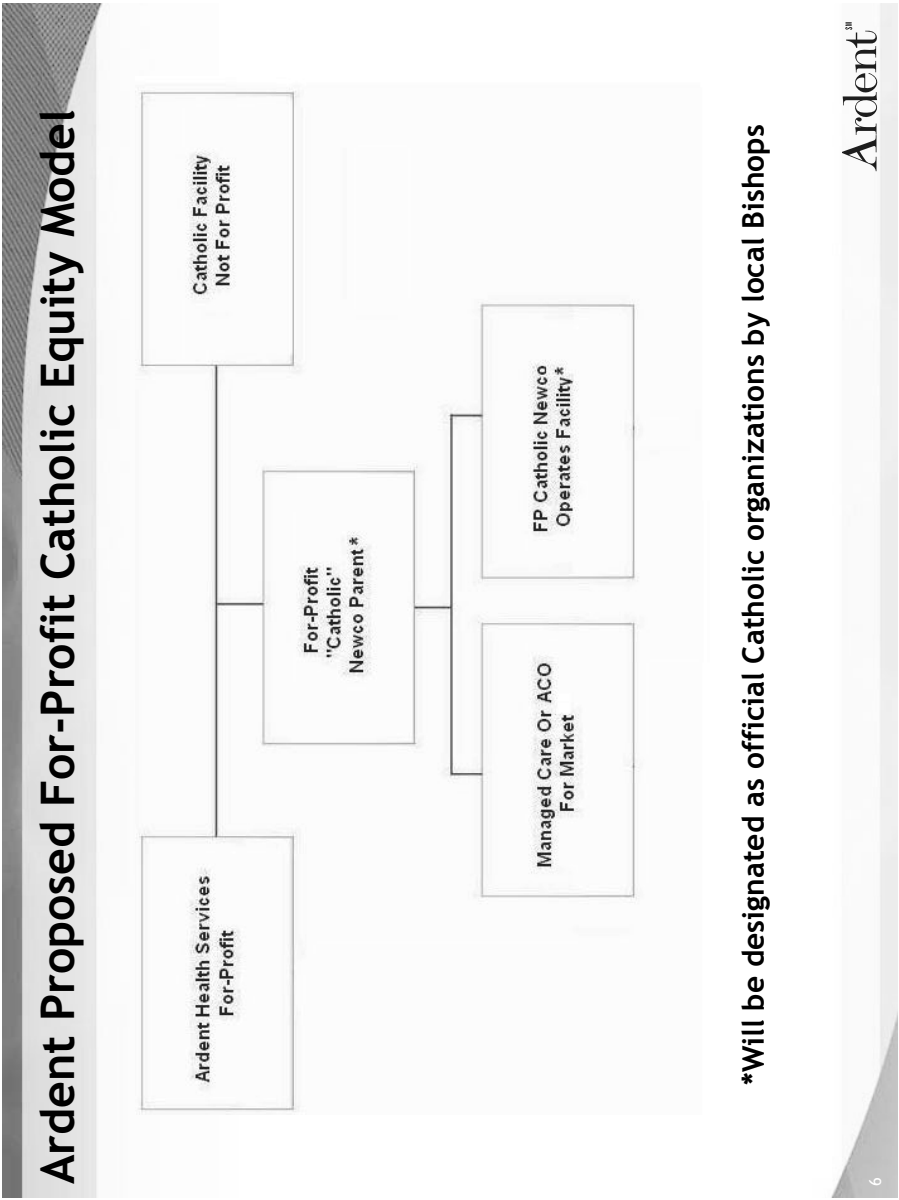 Ardent Proposed For-Profit Catholic Equity Model
Ardent Health Services
For-Profit
Catholic Facility
Not For Profit
For-Profit
"Catholic"
Newco Parent*
Managed Care Or ACO
For Market
FP Catholic Newco
Operates Facility*
*Will be designated as official Catholic organizations by local Bishops
9
Ardent℠